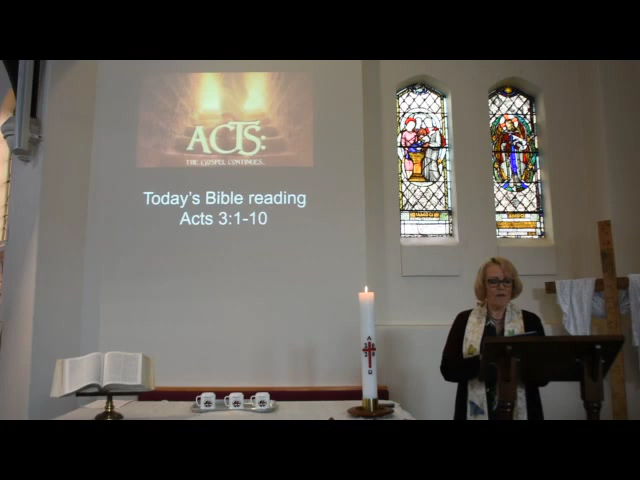 ACTS:
THE GOSPEL CONTINUES...
Today's Bible reading
Acts 3:1-10